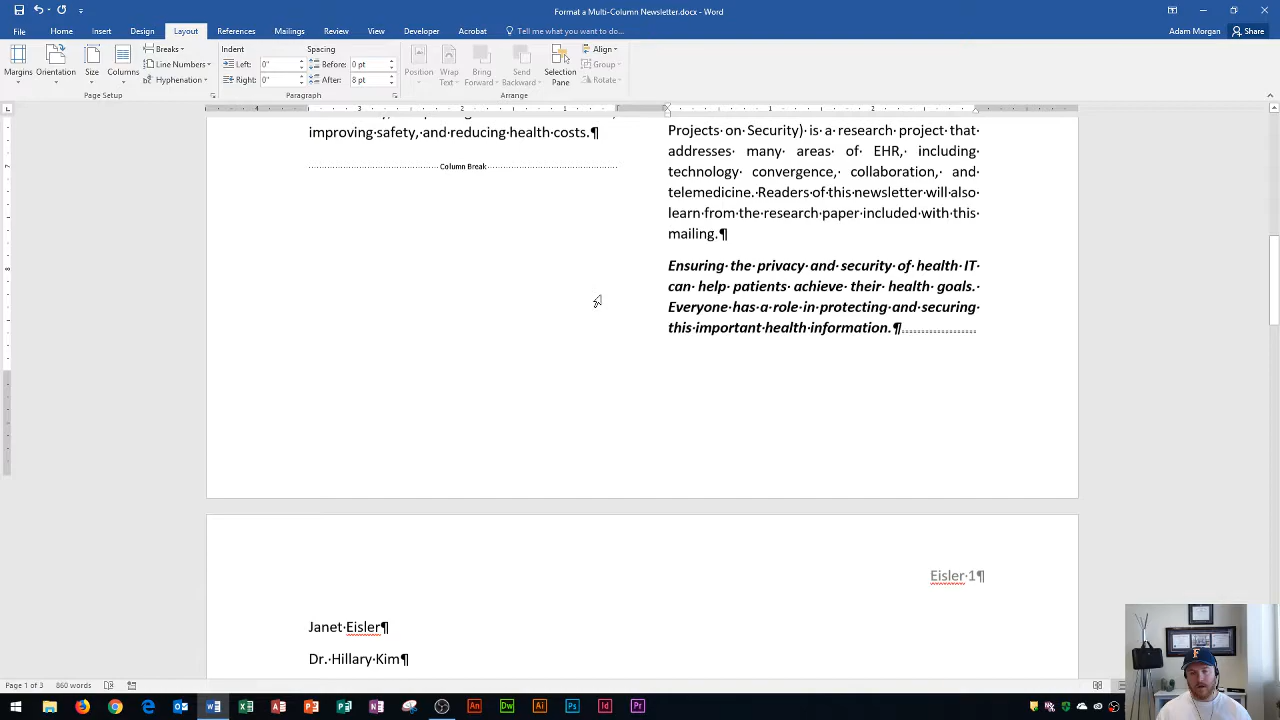 Format a Multi-Column Newsletter.docx - Word
Adam Morgan
Share
File Home Insert Design Layout References Mailings Review View Acrobat Tell me what you want to do...
Margins Orientation Size Columns
Breaks
Line Numbers
Hyphenation
Page Setup
Indent
Left: 0"
Right: 0"
Spacing
Before: 0 pt
After: 8 pt
Paragraph
Position Wrap Text Bring Forward Send Backward Selection Pane
Align
Group
Rotate
Arrange
improving·safety,·and·reducing·health·costs.¶
Column Break
Projects· on· Security)· is· a· research· project· that·
addresses· many· areas· of· EHR,· including·
technology· convergence,· collaboration,· and·
telemedicine.·Readers·of·this·newsletter·will·also·
learn·from·the·research·paper·included·with·this·
mailing.¶
Ensuring· the· privacy· and· security· of· health· IT·
can· help· patients· achieve· their· health· goals.·
Everyone·has·a·role·in·protecting·and·securing·
this·important·health·information.¶
Eisler·1¶
Janet·Eisler¶
Dr.·Hillary·Kim¶
Page 1 of 3 860 words